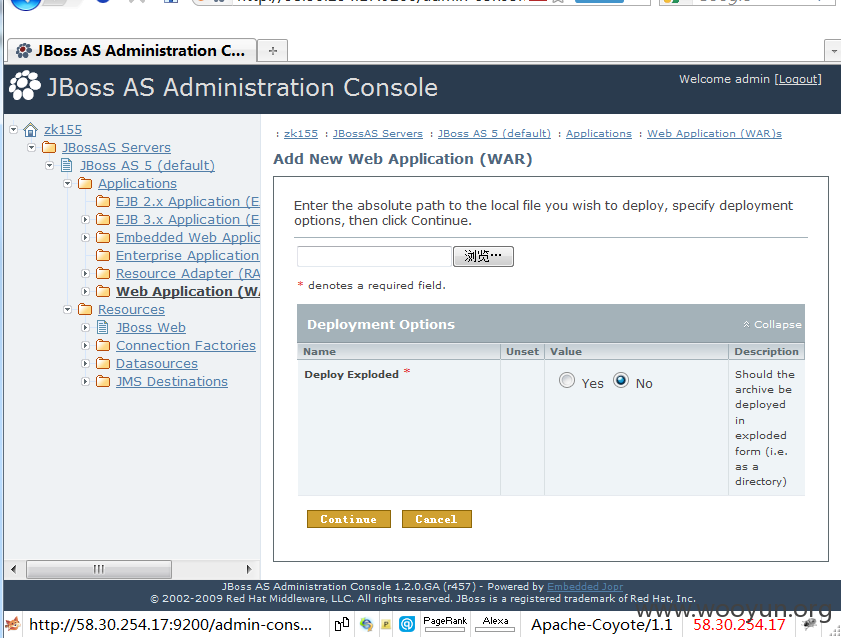 JBoss AS Administration C...
JBoss AS Administration Console
Welcome admin [Logout]
zk155
JBossAS Servers
JBoss AS 5 (default)
Applications
EJB 2.x Application (E
EJB 3.x Application (E
Embedded Web Applic
Enterprise Application
Resource Adapter (RA
Web Application (WA
Resources
JBoss Web
Connection Factories
Datasources
JMS Destinations
: zk155 : JBossAS Servers : JBoss AS 5 (default) : Applications : Web Application (WAR)s
Add New Web Application (WAR)
Enter the absolute path to the local file you wish to deploy, specify deployment
options, then click Continue.
浏览…
* denotes a required field.
Deployment Options
Collapse
Name Unset Value Description
Deploy Exploded *
Yes No
Should the
archive be
deployed
in
exploded
form (i.e.
as a
directory)
Continue Cancel
JBoss AS Administration Console 1.2.0.GA (r457) - Powered by Embedded Jopr
© 2002-2009 Red Hat Middleware, LLC. All rights reserved. JBoss is a registered trademark of Red Hat, Inc.
www.wooyun.org
http://58.30.254.17:9200/admin-cons... PageRank Alexa Apache-Coyote/1.1 58.30.254.17